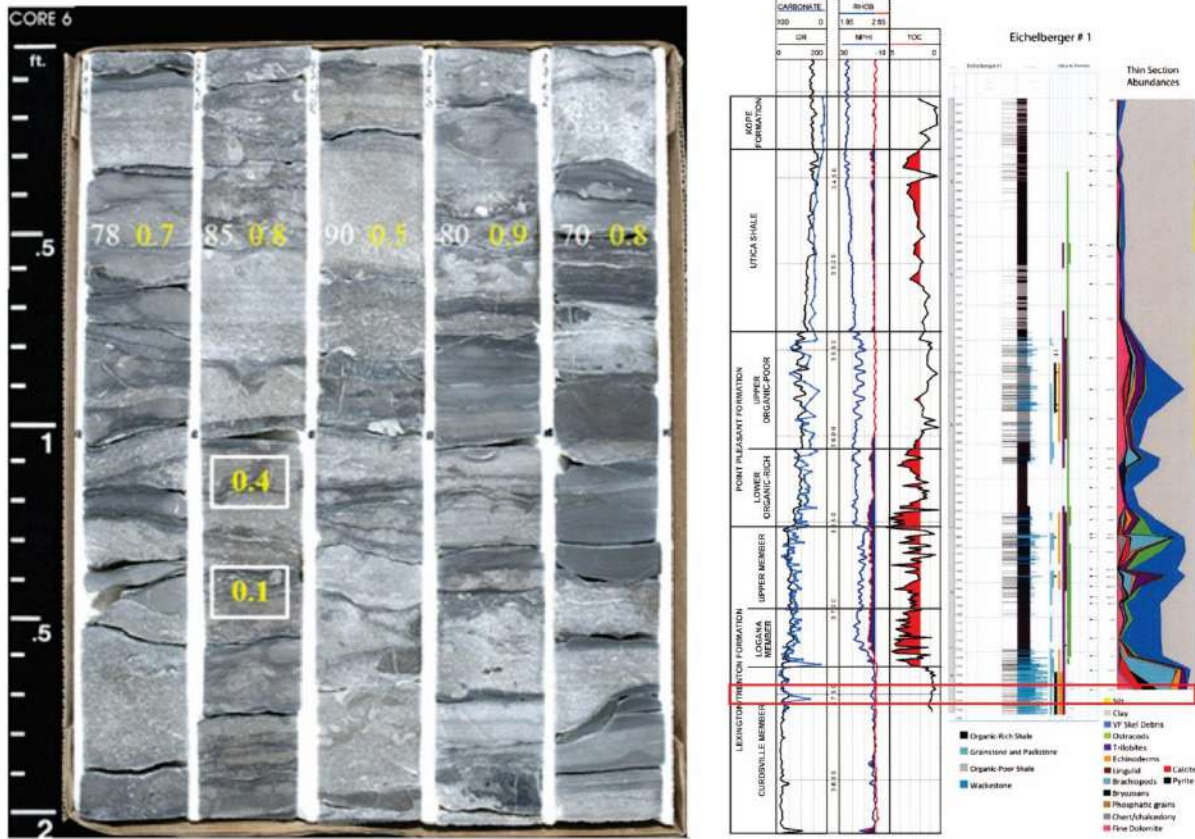 CORE 6
ft.
.5
1
.5
2
78 0.7 85 0.8 90 0.5 80 0.9 70 0.8
0.4
0.1
CARBONATE
100 0
GR
0 200
RHOB
1.95 2.85
NPHI
30 -10
TOC
5 0
Eichelberger # 1
Eichelberger #1
Thin Section
Abundances
KOPE
FORMATION
UTICA SHALE
POINT PLEASANT FORMATION
UPPER
ORGANIC-POOR
LOWER
ORGANIC-RICH
LEXINGTON/TRENTON FORMATION
UPPER MEMBER
LOGANA
MEMBER
CURDSVILLE MEMBER
Organic-Rich Shale
Grainstone and Packstone
Organic-Poor Shale
Wackestone
Silt
Clay
VF Skel Debris
Ostracods
Trilobites
Echinoderms
Lingulid
Brachiopods
Bryozoans
Phosphatic grains
Chert/chalcedony
Fine Dolomite
Calcite
Pyrite